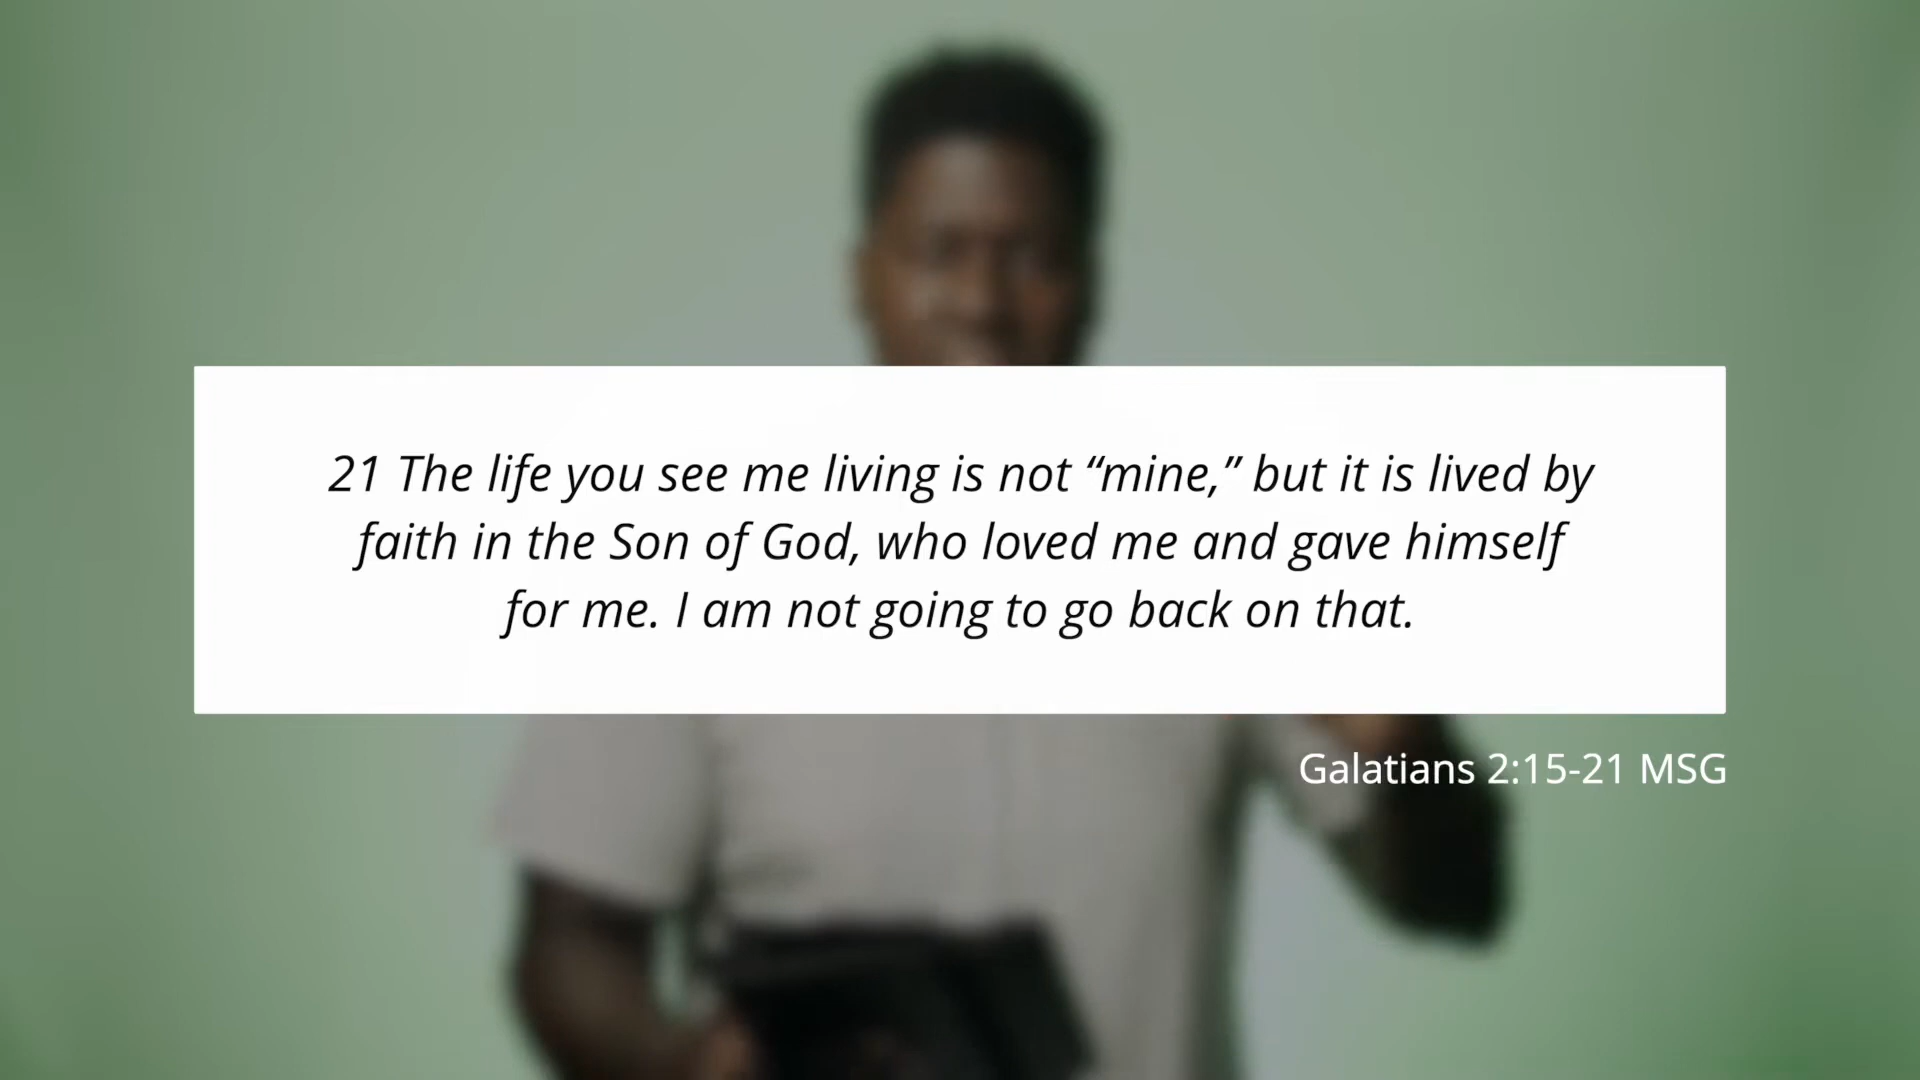 21 The life you see me living is not “mine,” but it is lived by
faith in the Son of God, who loved me and gave himself
for me. I am not going to go back on that.
Galatians 2:15-21 MSG